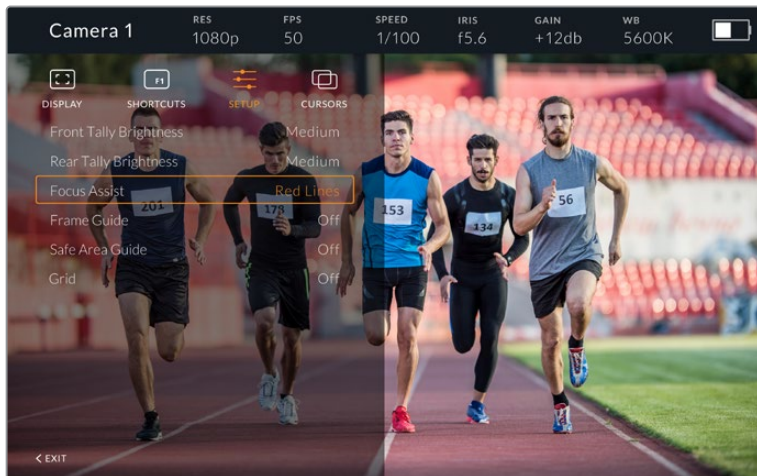 Camera 1
RES FPS SPEED IRIS GAIN WB
1080p 50 1/100 f5.6 +12db 5600K
F1
DISPLAY SHORTCUTS SETUP CURSORS
Front Tally Brightness Medium
Rear Tally Brightness Medium
Focus Assist Red Lines
Frame Guide Off
Safe Area Guide Off
Grid Off
201 178 153 134 56
< EXIT